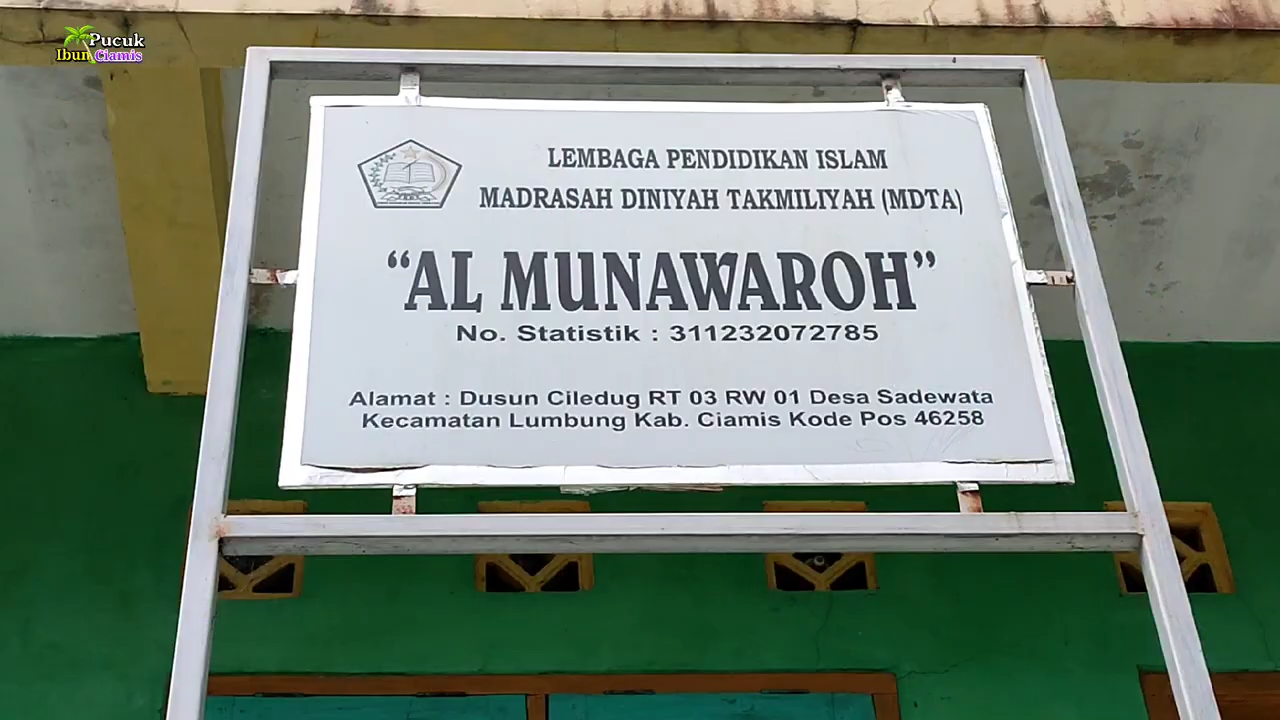 Pucuk
Ibun Ciamis
LEMBAGA PENDIDIKAN ISLAM
MADRASAH DINIYAH TAKMILIYAH (MDTA)
“AL MUNAWAROH”
No. Statistik : 311232072785
Alamat : Dusun Ciledug RT 03 RW 01 Desa Sadewata
Kecamatan Lumbung Kab. Ciamis Kode Pos 46258